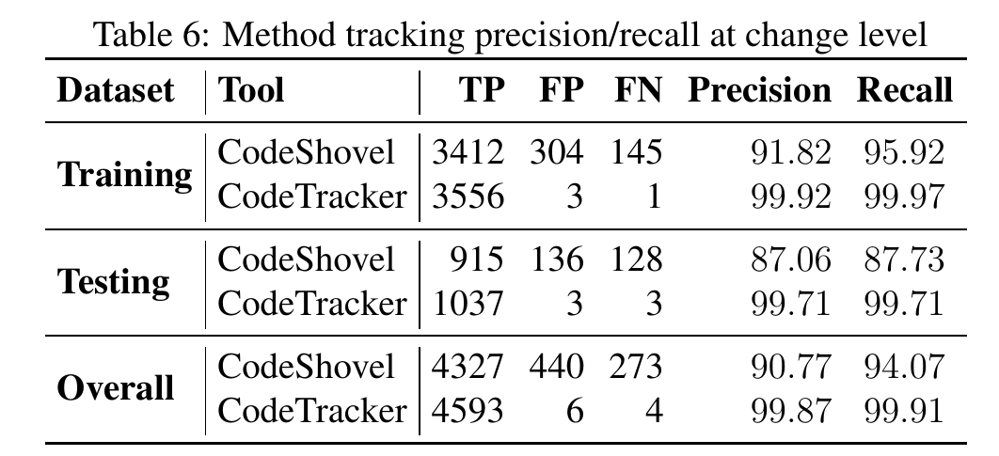 Table 6: Method tracking precision/recall at change level
Dataset Tool TP FP FN Precision Recall
Training
CodeShovel 3412 304 145 91.82 95.92
CodeTracker 3556 3 1 99.92 99.97
Testing
CodeShovel 915 136 128 87.06 87.73
CodeTracker 1037 3 3 99.71 99.71
Overall
CodeShovel 4327 440 273 90.77 94.07
CodeTracker 4593 6 4 99.87 99.91